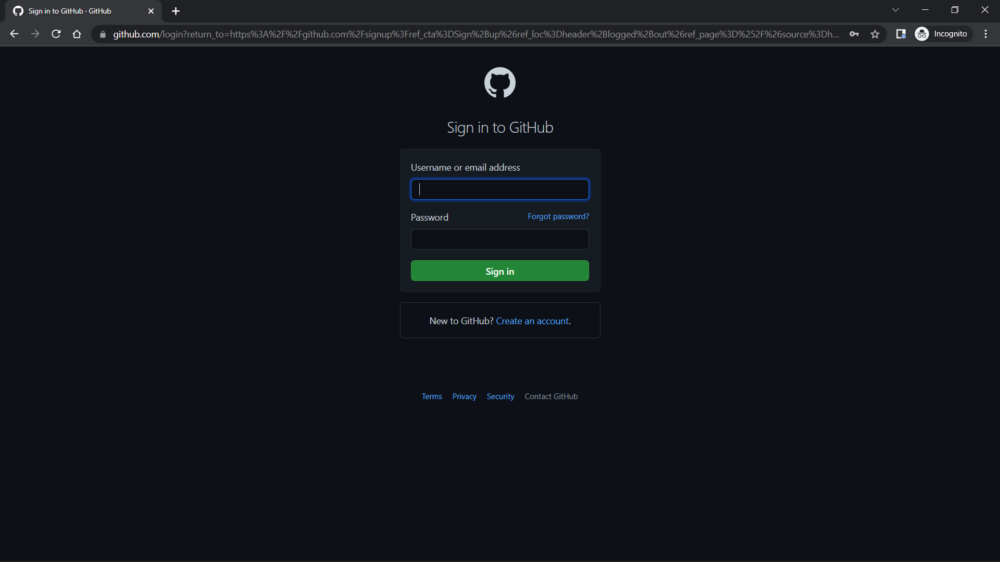 Sign in to GitHub · GitHub
github.com/login?return_to=https%3A%2F%2Fgithub.com%2Fsignup%3Fref_cta%3DSign%2Bup%26ref_loc%3Dheader%2Blogged%2Bout%26ref_page%3D%252F%26source%3Dh...
Incognito
Sign in to GitHub
Username or email address
Password Forgot password?
Sign in
New to GitHub? Create an account.
Terms Privacy Security Contact GitHub